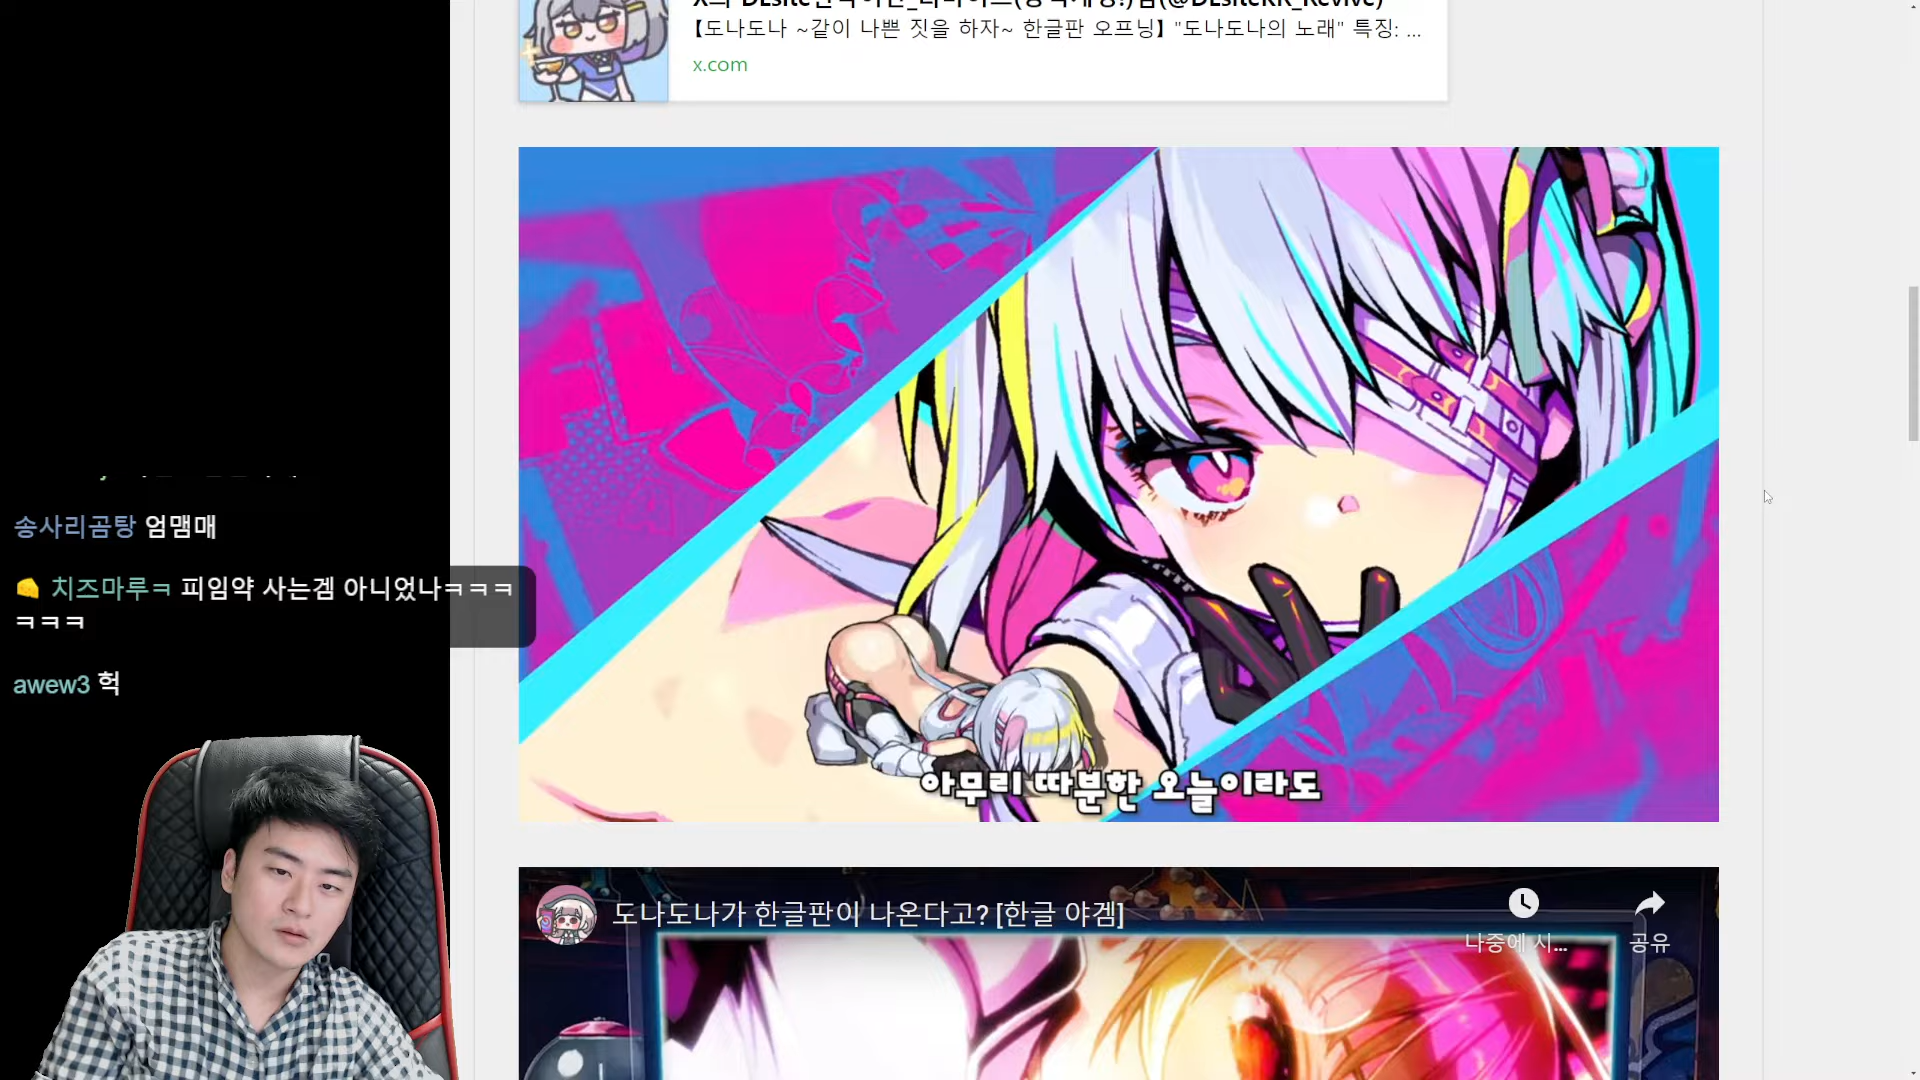 【도나도나 ~같이 나쁜 짓을 하자~ 한글판 오프닝】 "도나도나의 노래" 특징: ...
x.com
송사리곰탕 엄맴매
치즈마루ㅋ 피임약 사는겜 아니었나ㅋㅋㅋ
ㅋㅋㅋ
awew3 헉
아무리 따분한 오늘이라도
도나도나가 한글판이 나온다고? [한글 야겜]
나중에 시...
공유